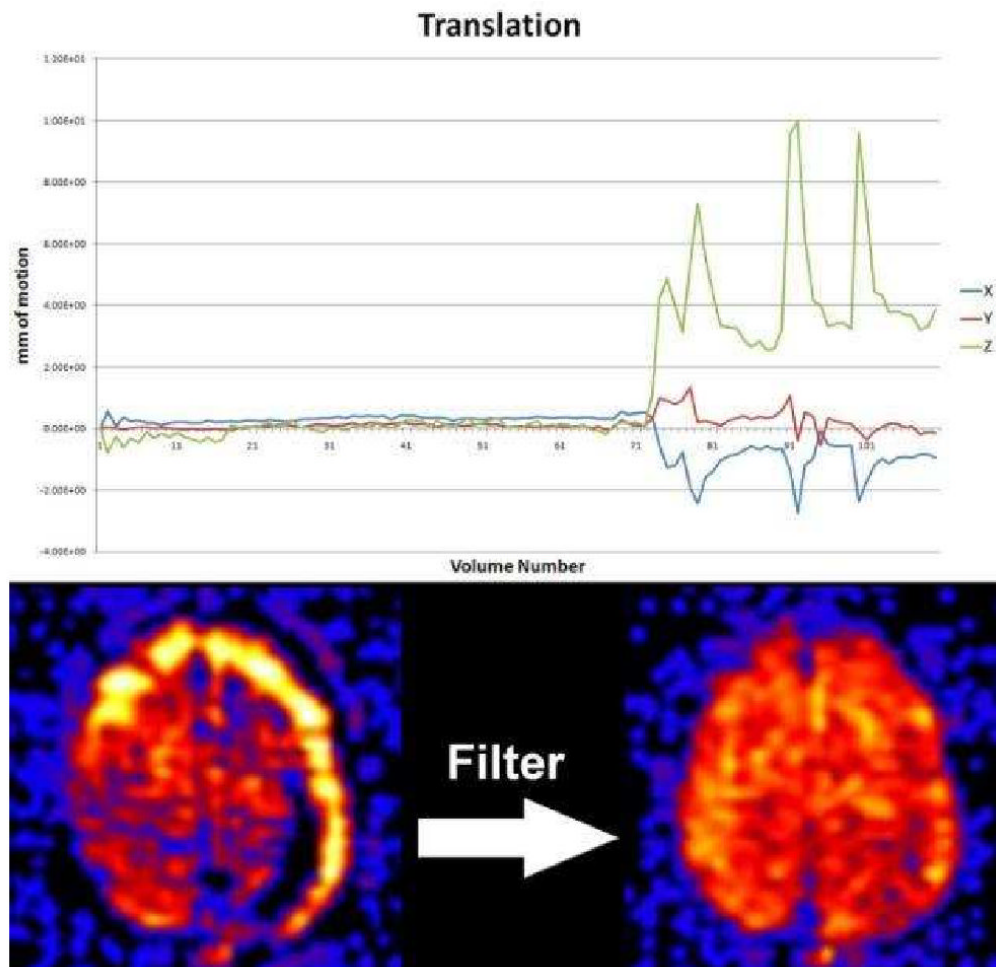 Translation
1.20E+01
1.00E+01
8.00E+00
6.00E+00
4.00E+00
2.00E+00
0.00E+00
-2.00E+00
-4.00E+00
mm of motion
1 11 21 31 41 51 61 71 81 91 101
X
Y
Z
Volume Number
Filter